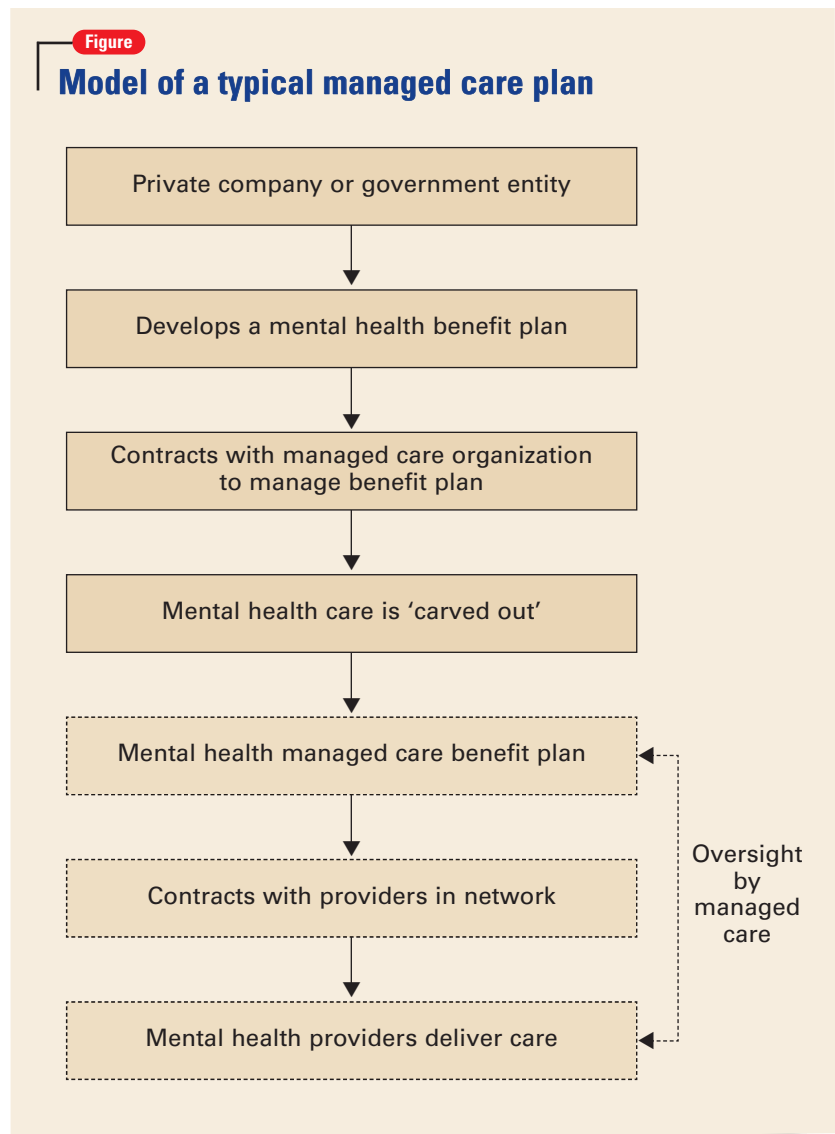 Figure
Model of a typical managed care plan
Private company or government entity
Develops a mental health benefit plan
Contracts with managed care organization
to manage benefit plan
Mental health care is ‘carved out’
Mental health managed care benefit plan
Contracts with providers in network
Mental health providers deliver care
Oversight
by
managed
care